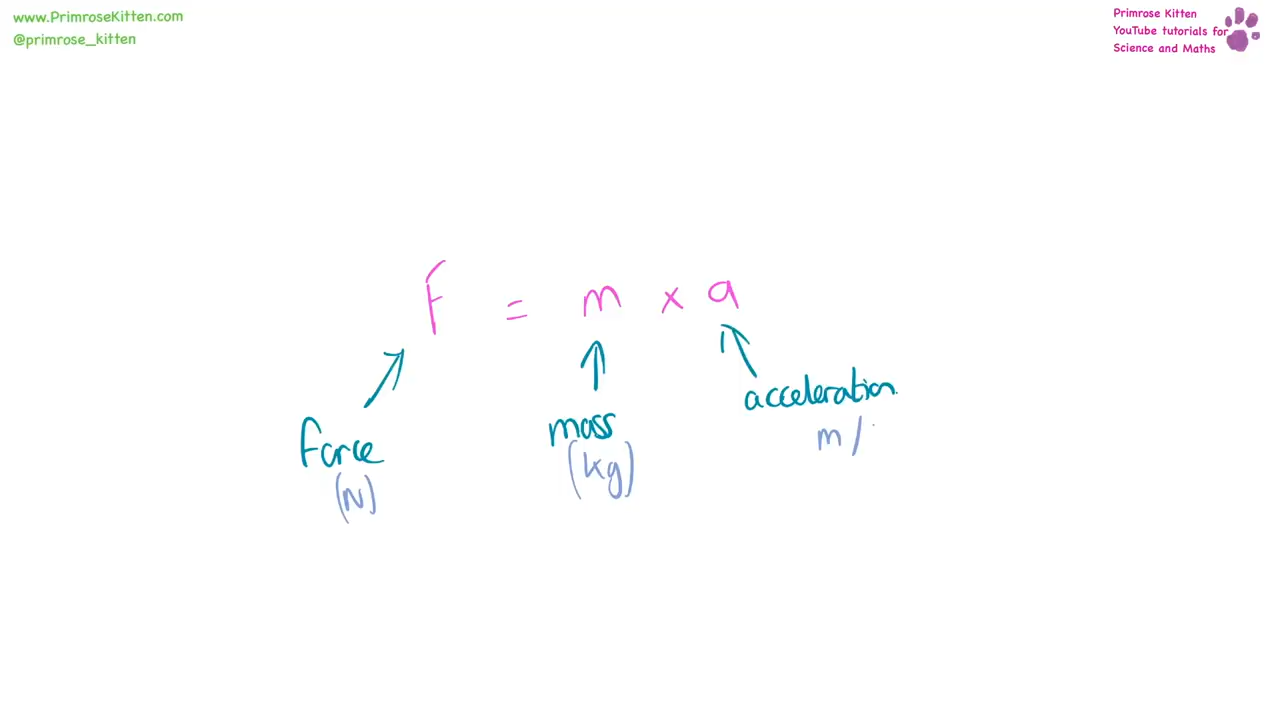 www.PrimroseKitten.com
@primrose_kitten
Primrose Kitten
YouTube tutorials for
Science and Maths
F = m x a
force
(N)
mass
(kg)
acceleration
m/